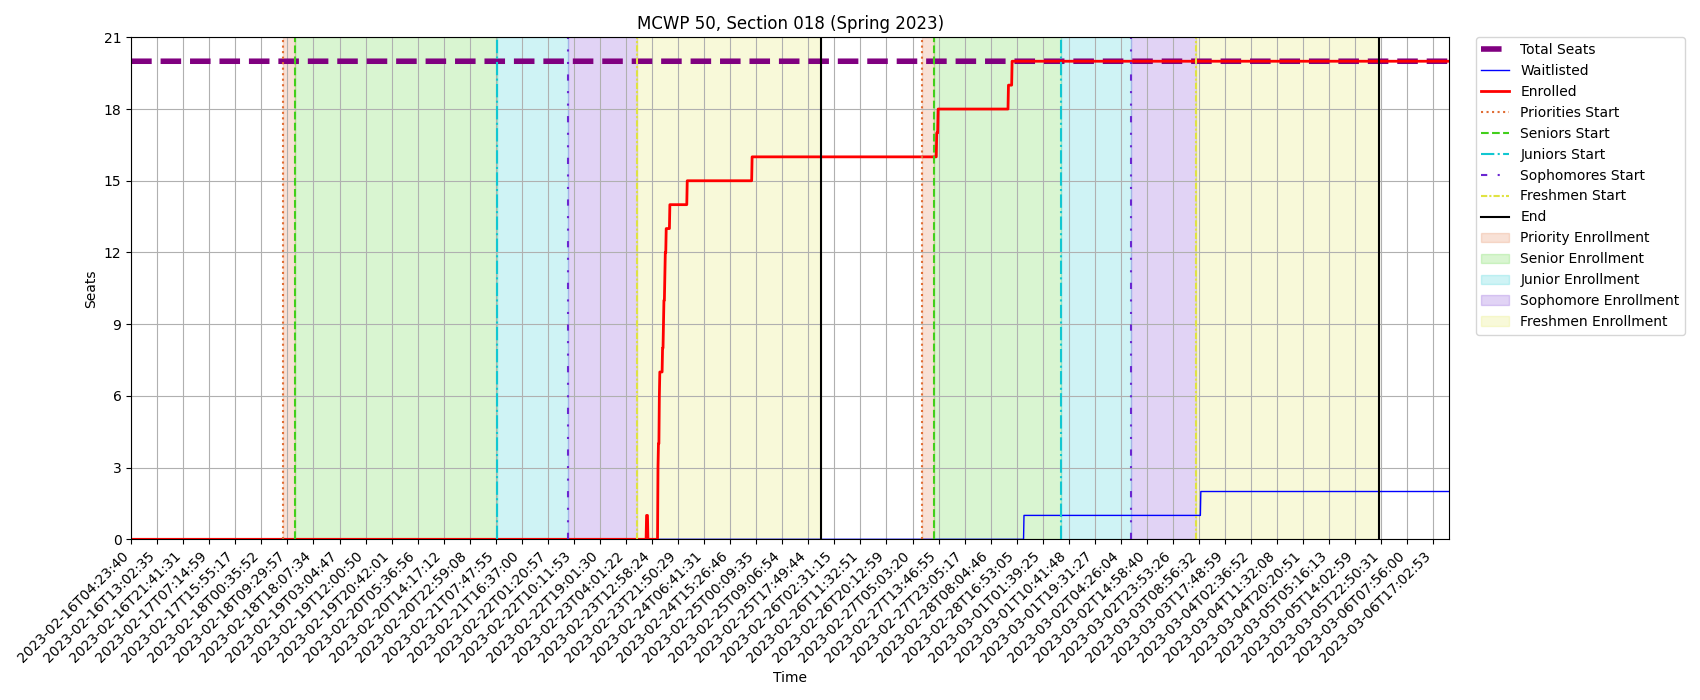 MCWP 50, Section 018 (Spring 2023)
21
18
15
12
9
6
3
0
Seats
2023-02-16T04:23:40
2023-02-16T13:02:35
2023-02-16T21:41:31
2023-02-17T07:14:59
2023-02-17T15:55:17
2023-02-18T00:35:52
2023-02-18T09:29:57
2023-02-18T18:07:34
2023-02-19T03:04:47
2023-02-19T12:00:50
2023-02-19T20:42:01
2023-02-20T05:36:56
2023-02-20T14:17:12
2023-02-20T22:59:08
2023-02-21T07:47:55
2023-02-21T16:37:00
2023-02-22T01:20:57
2023-02-22T10:11:53
2023-02-22T19:01:30
2023-02-23T04:01:22
2023-02-23T12:58:24
2023-02-23T21:50:29
2023-02-24T06:41:31
2023-02-24T15:26:46
2023-02-25T00:09:35
2023-02-25T09:06:54
2023-02-25T17:49:44
2023-02-26T02:31:15
2023-02-26T11:32:51
2023-02-26T20:12:59
2023-02-27T05:03:20
2023-02-27T13:46:55
2023-02-27T23:05:17
2023-02-28T08:04:46
2023-02-28T16:53:05
2023-03-01T01:39:25
2023-03-01T10:41:48
2023-03-01T19:31:27
2023-03-02T04:26:04
2023-03-02T14:58:40
2023-03-02T23:53:26
2023-03-03T08:56:32
2023-03-03T17:48:59
2023-03-04T02:36:52
2023-03-04T11:32:08
2023-03-04T20:20:51
2023-03-05T05:16:13
2023-03-05T14:02:59
2023-03-05T22:50:31
2023-03-06T07:56:00
2023-03-06T17:02:53
Time
Total Seats
Waitlisted
Enrolled
Priorities Start
Seniors Start
Juniors Start
Sophomores Start
Freshmen Start
End
Priority Enrollment
Senior Enrollment
Junior Enrollment
Sophomore Enrollment
Freshmen Enrollment